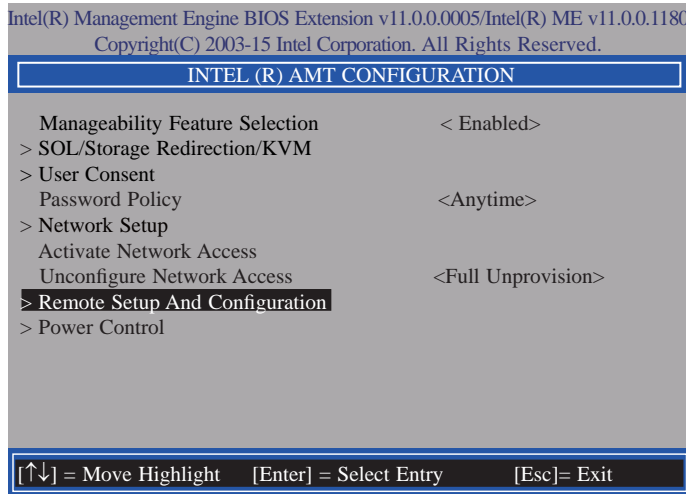 Intel(R) Management Engine BIOS Extension v11.0.0.0005/Intel(R) ME v11.0.0.1180
Copyright(C) 2003-15 Intel Corporation. All Rights Reserved.
INTEL (R) AMT CONFIGURATION
Manageability Feature Selection < Enabled>
> SOL/Storage Redirection/KVM
> User Consent
Password Policy <Anytime>
> Network Setup
Activate Network Access
Unconfigure Network Access <Full Unprovision>
> Remote Setup And Configuration
> Power Control
[↑↓] = Move Highlight [Enter] = Select Entry [Esc]= Exit